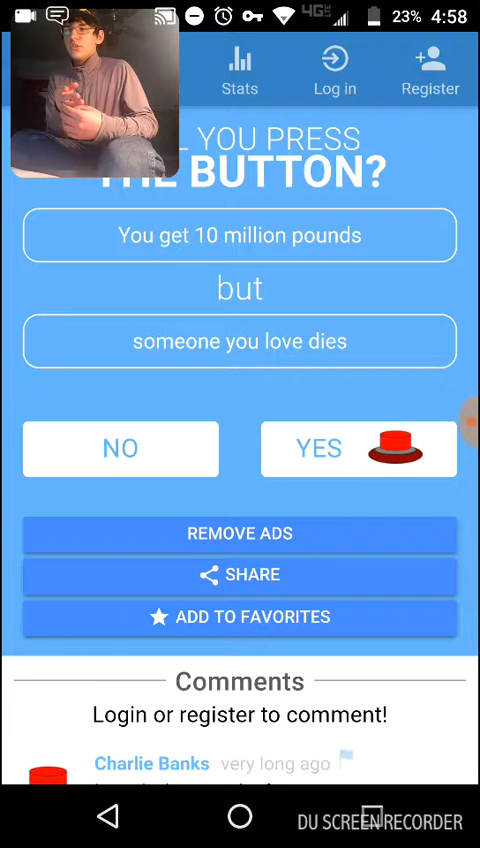 4G
23% 4:58
Stats
Log in
Register
YOU PRESS
BUTTON?
You get 10 million pounds
but
someone you love dies
NO
YES
REMOVE ADS
SHARE
ADD TO FAVORITES
Comments
Login or register to comment!
Charlie Banks very long ago
DU SCREEN RECORDER